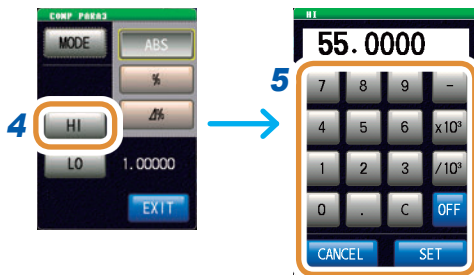 COMP PARA3
MODE
ABS
%
Δ%
4
HI
LO
1.00000
EXIT
HI
55.0000
5
7 8 9 −
4 5 6 x10³
1 2 3 /10³
0 . C OFF
CANCEL SET